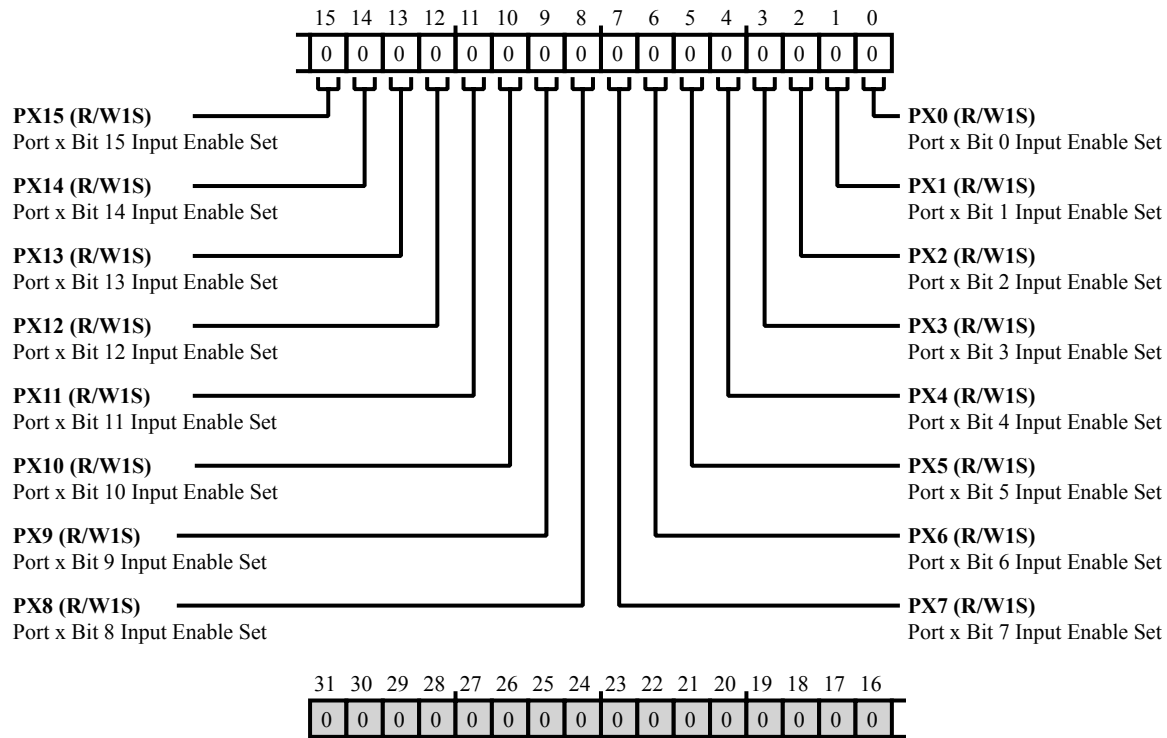 15 14 13 12 11 10 9 8 7 6 5 4 3 2 1 0
0 0 0 0 0 0 0 0 0 0 0 0 0 0 0 0
PX15 (R/W1S)
Port x Bit 15 Input Enable Set
PX14 (R/W1S)
Port x Bit 14 Input Enable Set
PX13 (R/W1S)
Port x Bit 13 Input Enable Set
PX12 (R/W1S)
Port x Bit 12 Input Enable Set
PX11 (R/W1S)
Port x Bit 11 Input Enable Set
PX10 (R/W1S)
Port x Bit 10 Input Enable Set
PX9 (R/W1S)
Port x Bit 9 Input Enable Set
PX8 (R/W1S)
Port x Bit 8 Input Enable Set
PX0 (R/W1S)
Port x Bit 0 Input Enable Set
PX1 (R/W1S)
Port x Bit 1 Input Enable Set
PX2 (R/W1S)
Port x Bit 2 Input Enable Set
PX3 (R/W1S)
Port x Bit 3 Input Enable Set
PX4 (R/W1S)
Port x Bit 4 Input Enable Set
PX5 (R/W1S)
Port x Bit 5 Input Enable Set
PX6 (R/W1S)
Port x Bit 6 Input Enable Set
PX7 (R/W1S)
Port x Bit 7 Input Enable Set
31 30 29 28 27 26 25 24 23 22 21 20 19 18 17 16
0 0 0 0 0 0 0 0 0 0 0 0 0 0 0 0